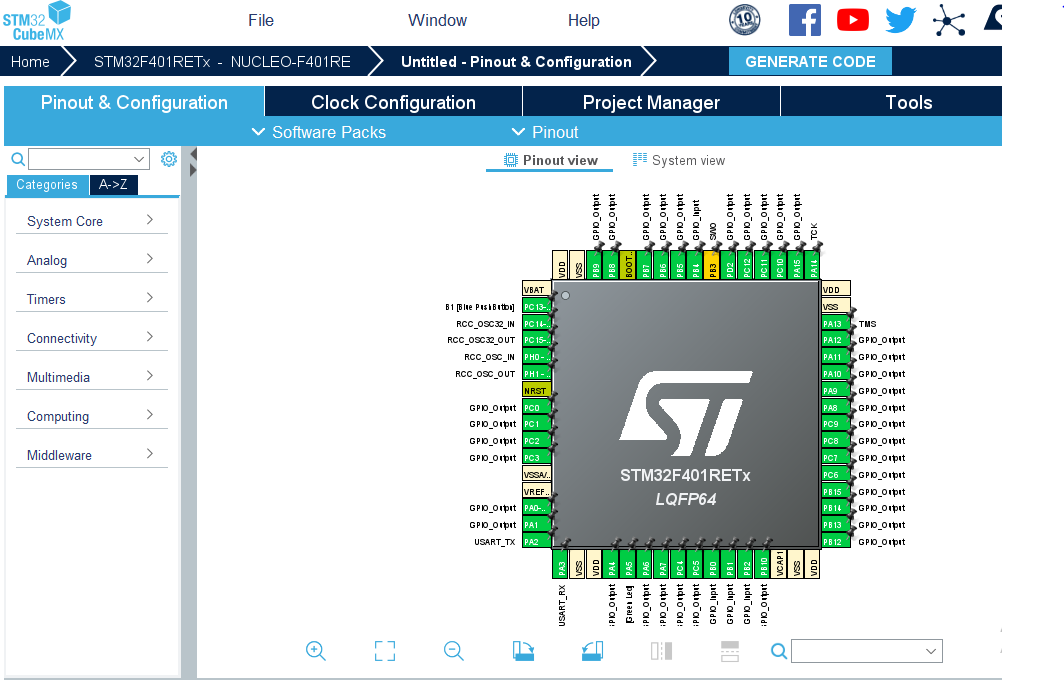 STM32
CubeMX
File
Window
Help
10
Home
STM32F401RETx - NUCLEO-F401RE
Untitled - Pinout & Configuration
GENERATE CODE
Pinout & Configuration
Clock Configuration
Project Manager
Tools
Software Packs
Pinout
Pinout view
System view
Categories
A->Z
System Core
Analog
Timers
Connectivity
Multimedia
Computing
Middleware
GPIO_Output
GPIO_Output
GPIO_Output
GPIO_Output
GPIO_Output
GPIO_Input
SWO
GPIO_Output
GPIO_Output
GPIO_Output
GPIO_Output
GPIO_Output
TCK
VDD
VSS
PB9
PB8
BOOT..
PB7
PB6
PB5
PB4
PB3
PD2
PC12
PC11
PC10
PA15
PA14
VBAT
B1 [Blue PushButton] PC13-..
RCC_OSC32_IN PC14-..
RCC_OSC32_OUT PC15-..
RCC_OSC_IN PH0-..
RCC_OSC_OUT PH1-..
NRST
GPIO_Output PC0
GPIO_Output PC1
GPIO_Output PC2
GPIO_Output PC3
VSSA/..
VREF..
GPIO_Output PA0-..
GPIO_Output PA1
USART_TX PA2
STM32F401RETx
LQFP64
VDD
VSS
PA13 TMS
PA12 GPIO_Output
PA11 GPIO_Output
PA10 GPIO_Output
PA9 GPIO_Output
PA8 GPIO_Output
PC9 GPIO_Output
PC8 GPIO_Output
PC7 GPIO_Output
PC6 GPIO_Output
PB15 GPIO_Output
PB14 GPIO_Output
PB13 GPIO_Output
PB12 GPIO_Output
PA3
VSS
VDD
PA4
PA5
PA6
PA7
PC4
PC5
PB0
PB1
PB2
PB10
VCAP1
VSS
VDD
USART_RX
GPIO_Output
[Green Led]
GPIO_Output
GPIO_Output
GPIO_Output
GPIO_Output
GPIO_Input
GPIO_Input
GPIO_Output
GPIO_Output